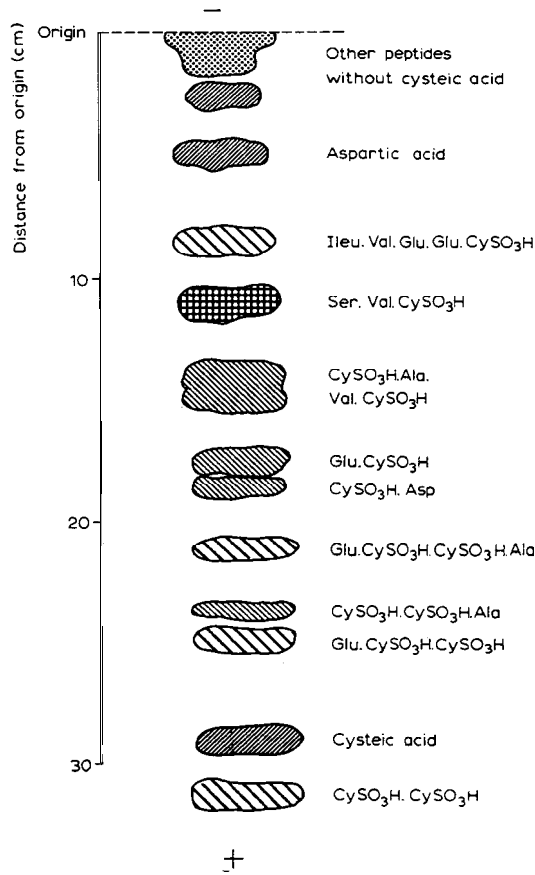 −
Origin
Distance from origin (cm)
Other peptides
without cysteic acid
Aspartic acid
Ileu. Val. Glu. Glu. CySO₃H
10
Ser. Val. CySO₃H
CySO₃H. Ala.
Val. CySO₃H
Glu. CySO₃H
CySO₃H. Asp
20
Glu. CySO₃H. CySO₃H. Ala
CySO₃H. CySO₃H. Ala
Glu. CySO₃H. CySO₃H
Cysteic acid
30
CySO₃H. CySO₃H
+